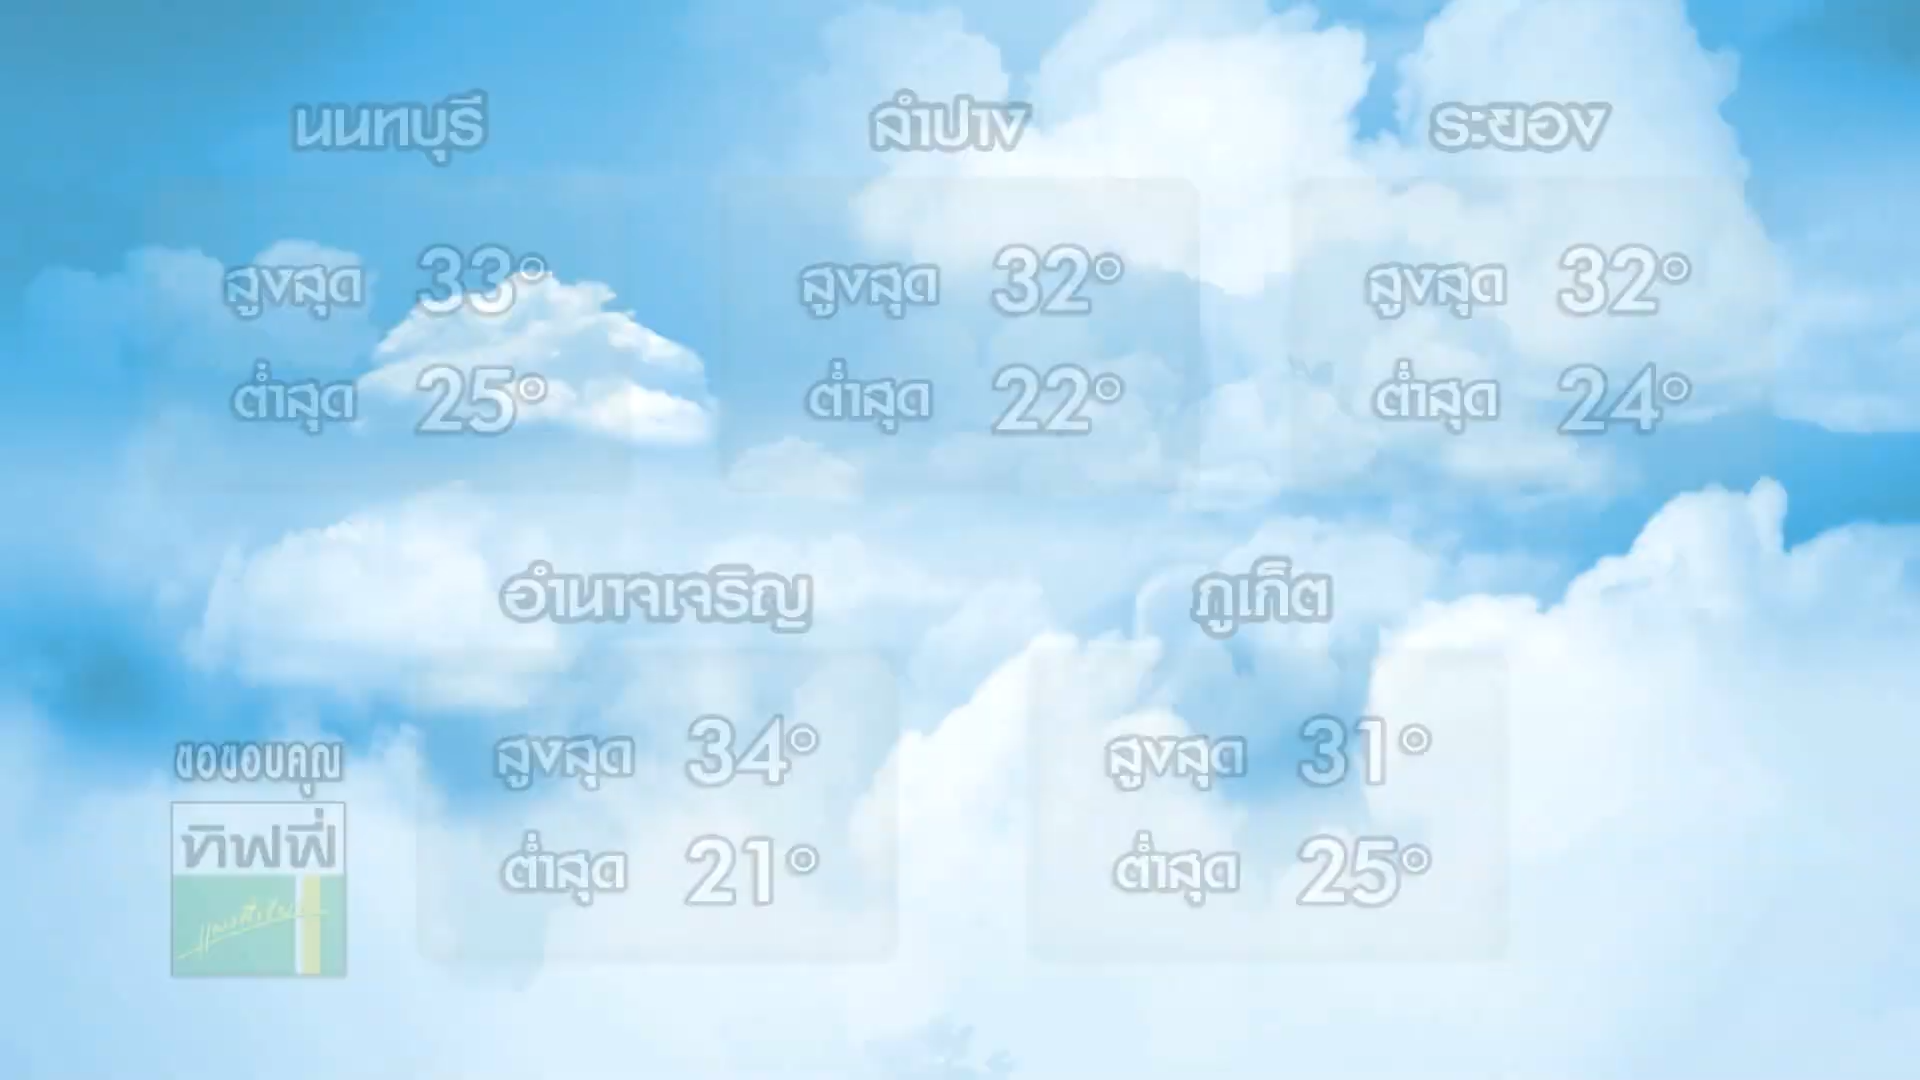 นนทบุรี
สูงสุด 33°
ต่ำสุด 25°
ลำปาง
สูงสุด 32°
ต่ำสุด 22°
ระยอง
สูงสุด 32°
ต่ำสุด 24°
อำนาจเจริญ
สูงสุด 34°
ต่ำสุด 21°
ภูเก็ต
สูงสุด 31°
ต่ำสุด 25°
ขอขอบคุณ
ทิฟฟี่